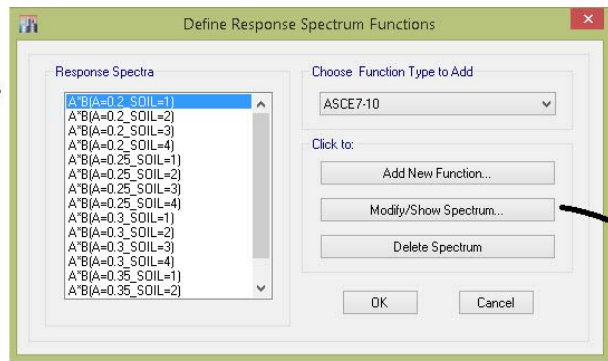 Define Response Spectrum Functions
Response Spectra
A*B(A=0.2_SOIL=1)
A*B(A=0.2_SOIL=2)
A*B(A=0.2_SOIL=3)
A*B(A=0.2_SOIL=4)
A*B(A=0.25_SOIL=1)
A*B(A=0.25_SOIL=2)
A*B(A=0.25_SOIL=3)
A*B(A=0.25_SOIL=4)
A*B(A=0.3_SOIL=1)
A*B(A=0.3_SOIL=2)
A*B(A=0.3_SOIL=3)
A*B(A=0.3_SOIL=4)
A*B(A=0.35_SOIL=1)
A*B(A=0.35_SOIL=2)
Choose Function Type to Add
ASCE7-10
Click to:
Add New Function...
Modify/Show Spectrum...
Delete Spectrum
OK
Cancel